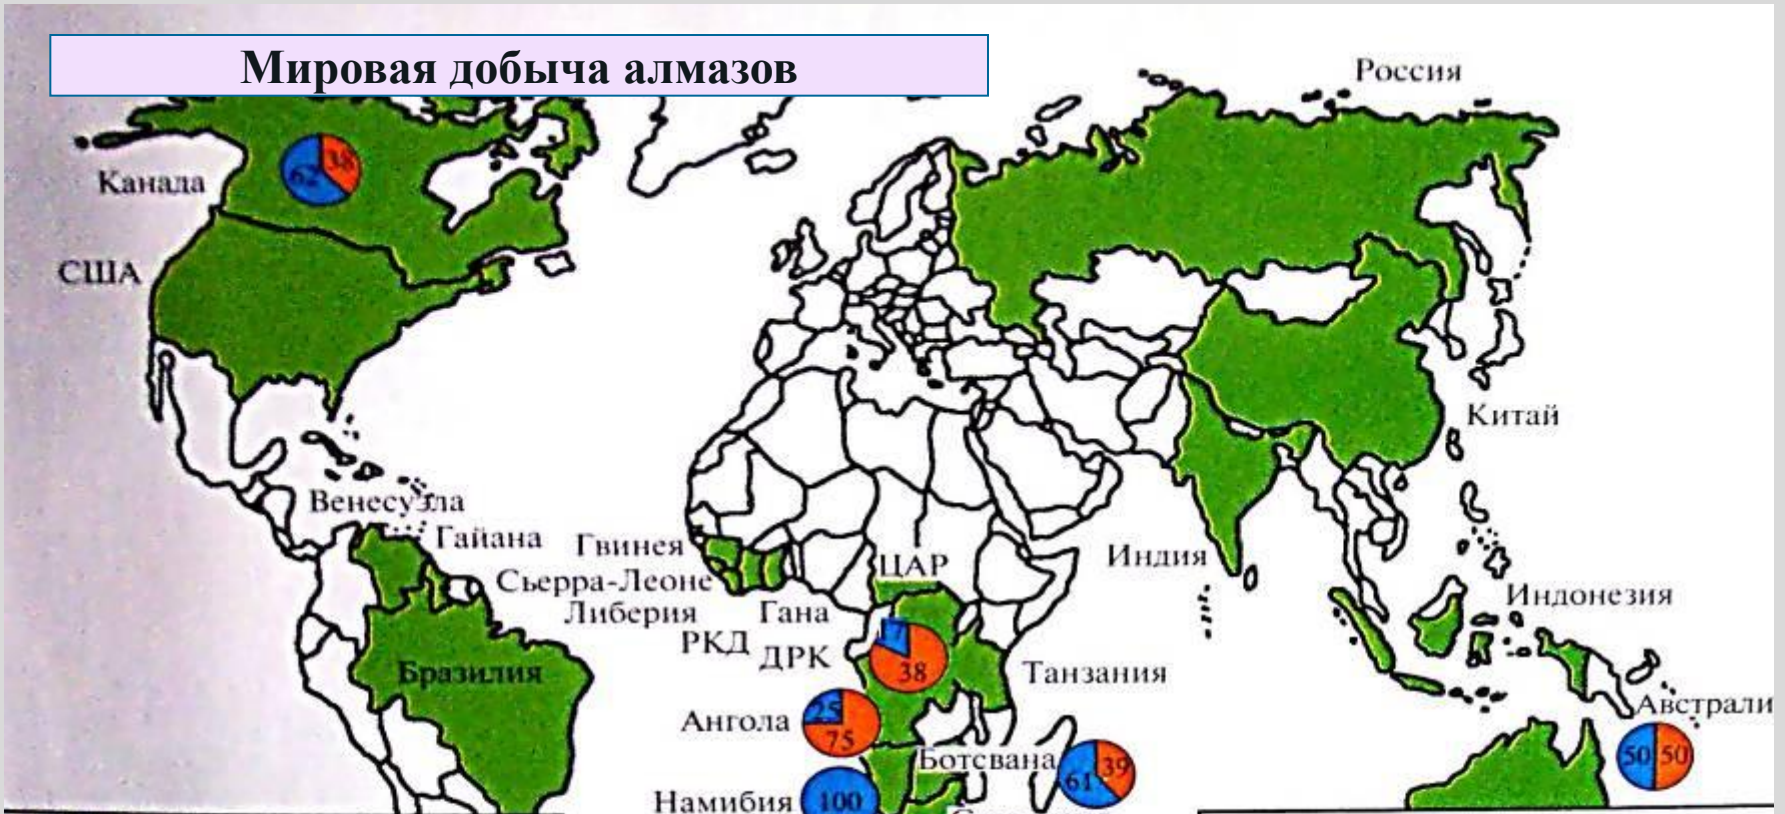 Мировая добыча алмазов
Россия
38
62
Канада
США
Китай
Венесуэла
Гайана
Гвинея
ЦАР
Индия
Сьерра-Леоне
Либерия
Гана
Индонезия
РКД
ДРК
38
Бразилия
Танзания
Австрали
Ангола
25
75
Ботсвана
61
39
50
50
Намибия
100